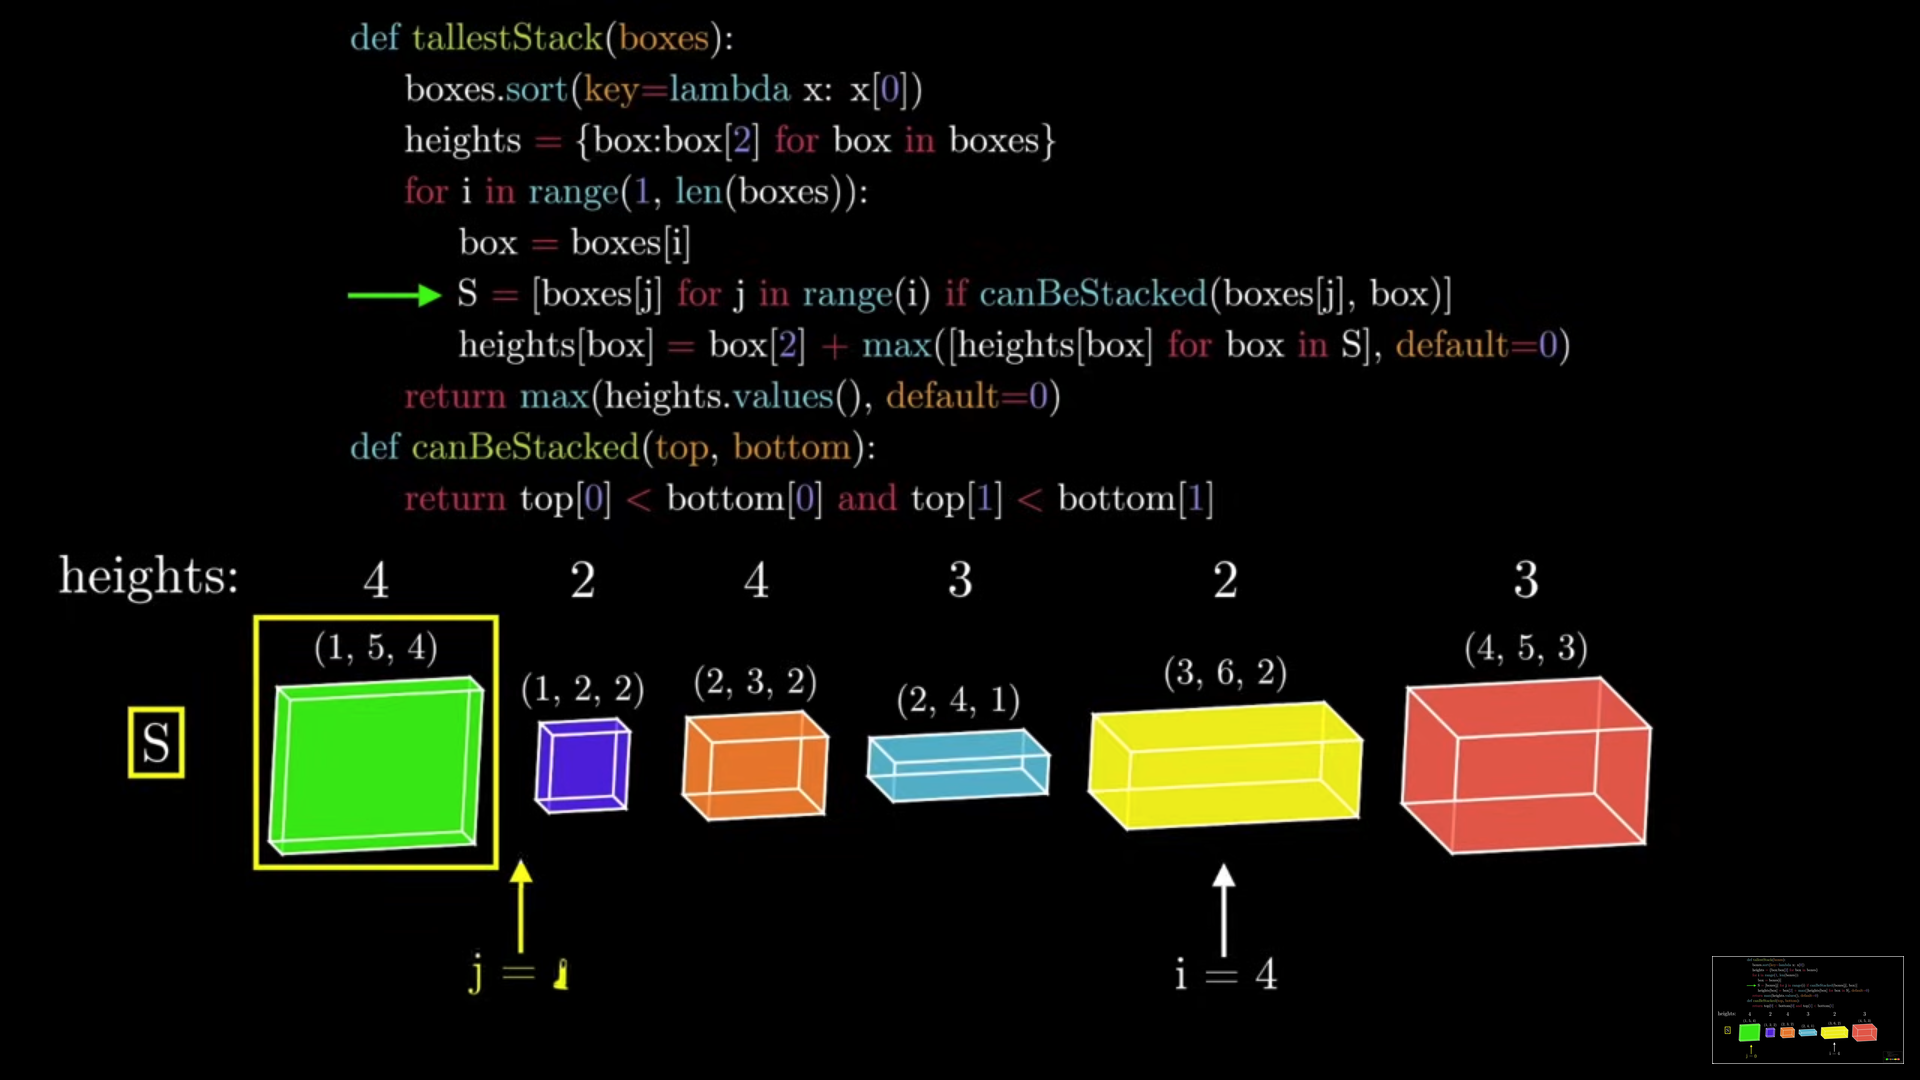 def tallestStack(boxes):
boxes.sort(key=lambda x: x[0])
heights = {box:box[2] for box in boxes}
for i in range(1, len(boxes)):
box = boxes[i]
S = [boxes[j] for j in range(i) if canBeStacked(boxes[j], box)]
heights[box] = box[2] + max([heights[box] for box in S], default=0)
return max(heights.values(), default=0)
def canBeStacked(top, bottom):
return top[0] < bottom[0] and top[1] < bottom[1]
heights: 4 2 4 3 2 3
(1, 5, 4) (1, 2, 2) (2, 3, 2) (2, 4, 1) (3, 6, 2) (4, 5, 3)
S
j = 
i = 4